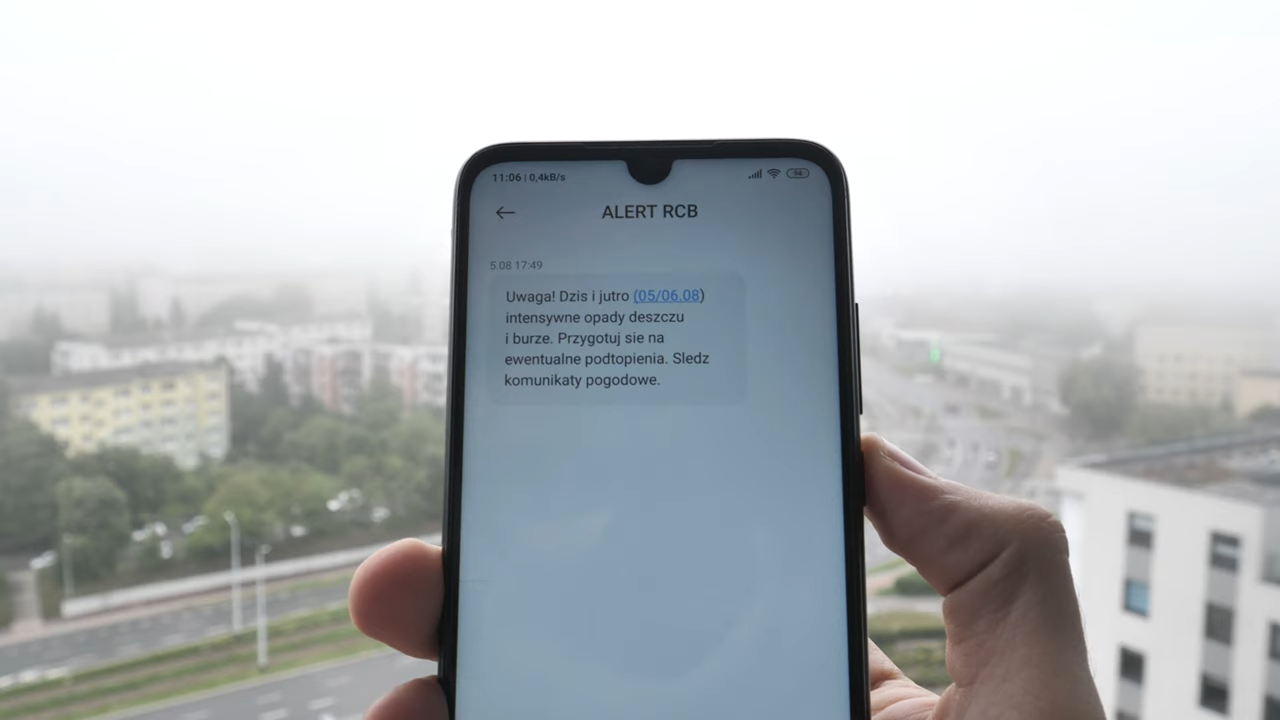 11:06 | 0,4kB/s
94
ALERT RCB
5.08 17:49
Uwaga! Dzis i jutro (05/06.08)
intensywne opady deszczu
i burze. Przygotuj sie na
ewentualne podtopienia. Sledz
komunikaty pogodowe.